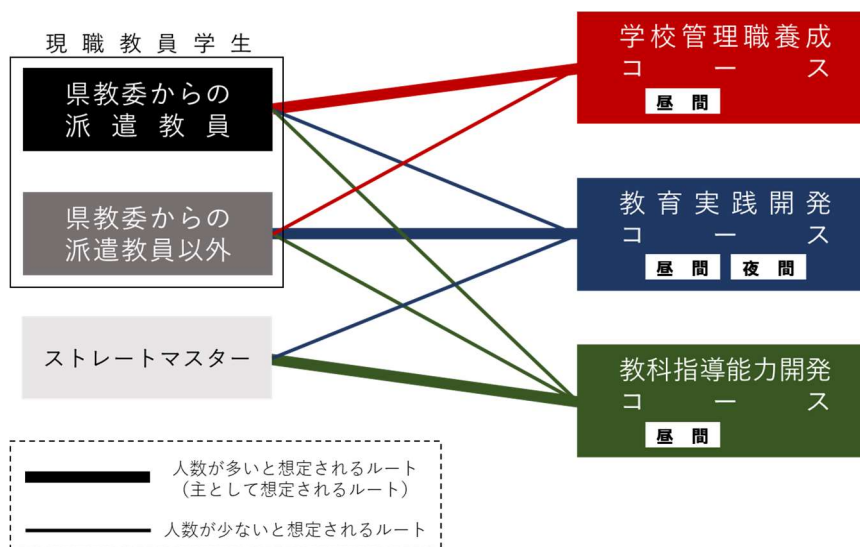 現職教員学生
県教委からの
派遣教員
県教委からの
派遣教員以外
ストレートマスター
学校管理職養成
コース
昼間
教育実践開発
コース
昼間 夜間
教科指導能力開発
コース
昼間
人数が多いと想定されるルート
（主として想定されるルート）
人数が少ないと想定されるルート